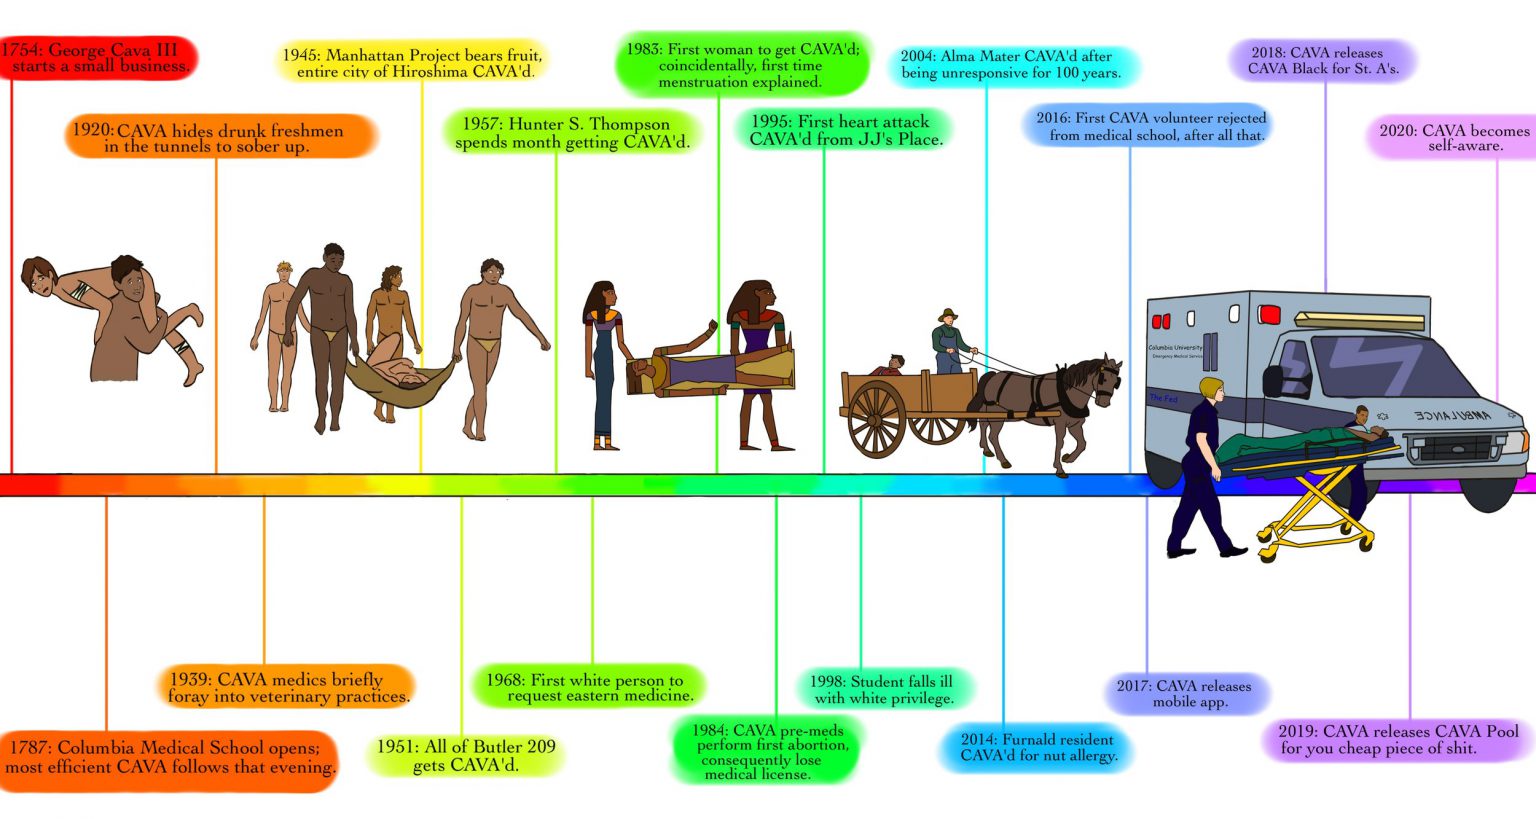 1754: George Cava III
starts a small business.
1920: CAVA hides drunk freshmen
in the tunnels to sober up.
1945: Manhattan Project bears fruit,
entire city of Hiroshima CAVA'd.
1957: Hunter S. Thompson
spends month getting CAVA'd.
1983: First woman to get CAVA'd;
coincidentally, first time
menstruation explained.
1995: First heart attack
CAVA'd from JJ's Place.
2004: Alma Mater CAVA'd after
being unresponsive for 100 years.
2016: First CAVA volunteer rejected
from medical school, after all that.
2018: CAVA releases
CAVA Black for St. A's.
2020: CAVA becomes
self-aware.
Columbia University
Emergency Medical Service
The Fed
AMBULANCE
1787: Columbia Medical School opens;
most efficient CAVA follows that evening.
1939: CAVA medics briefly
foray into veterinary practices.
1951: All of Butler 209
gets CAVA'd.
1968: First white person to
request eastern medicine.
1984: CAVA pre-meds
perform first abortion,
consequently lose
medical license.
1998: Student falls ill
with white privilege.
2014: Furnald resident
CAVA'd for nut allergy.
2017: CAVA releases
mobile app.
2019: CAVA releases CAVA Pool
for you cheap piece of shit.